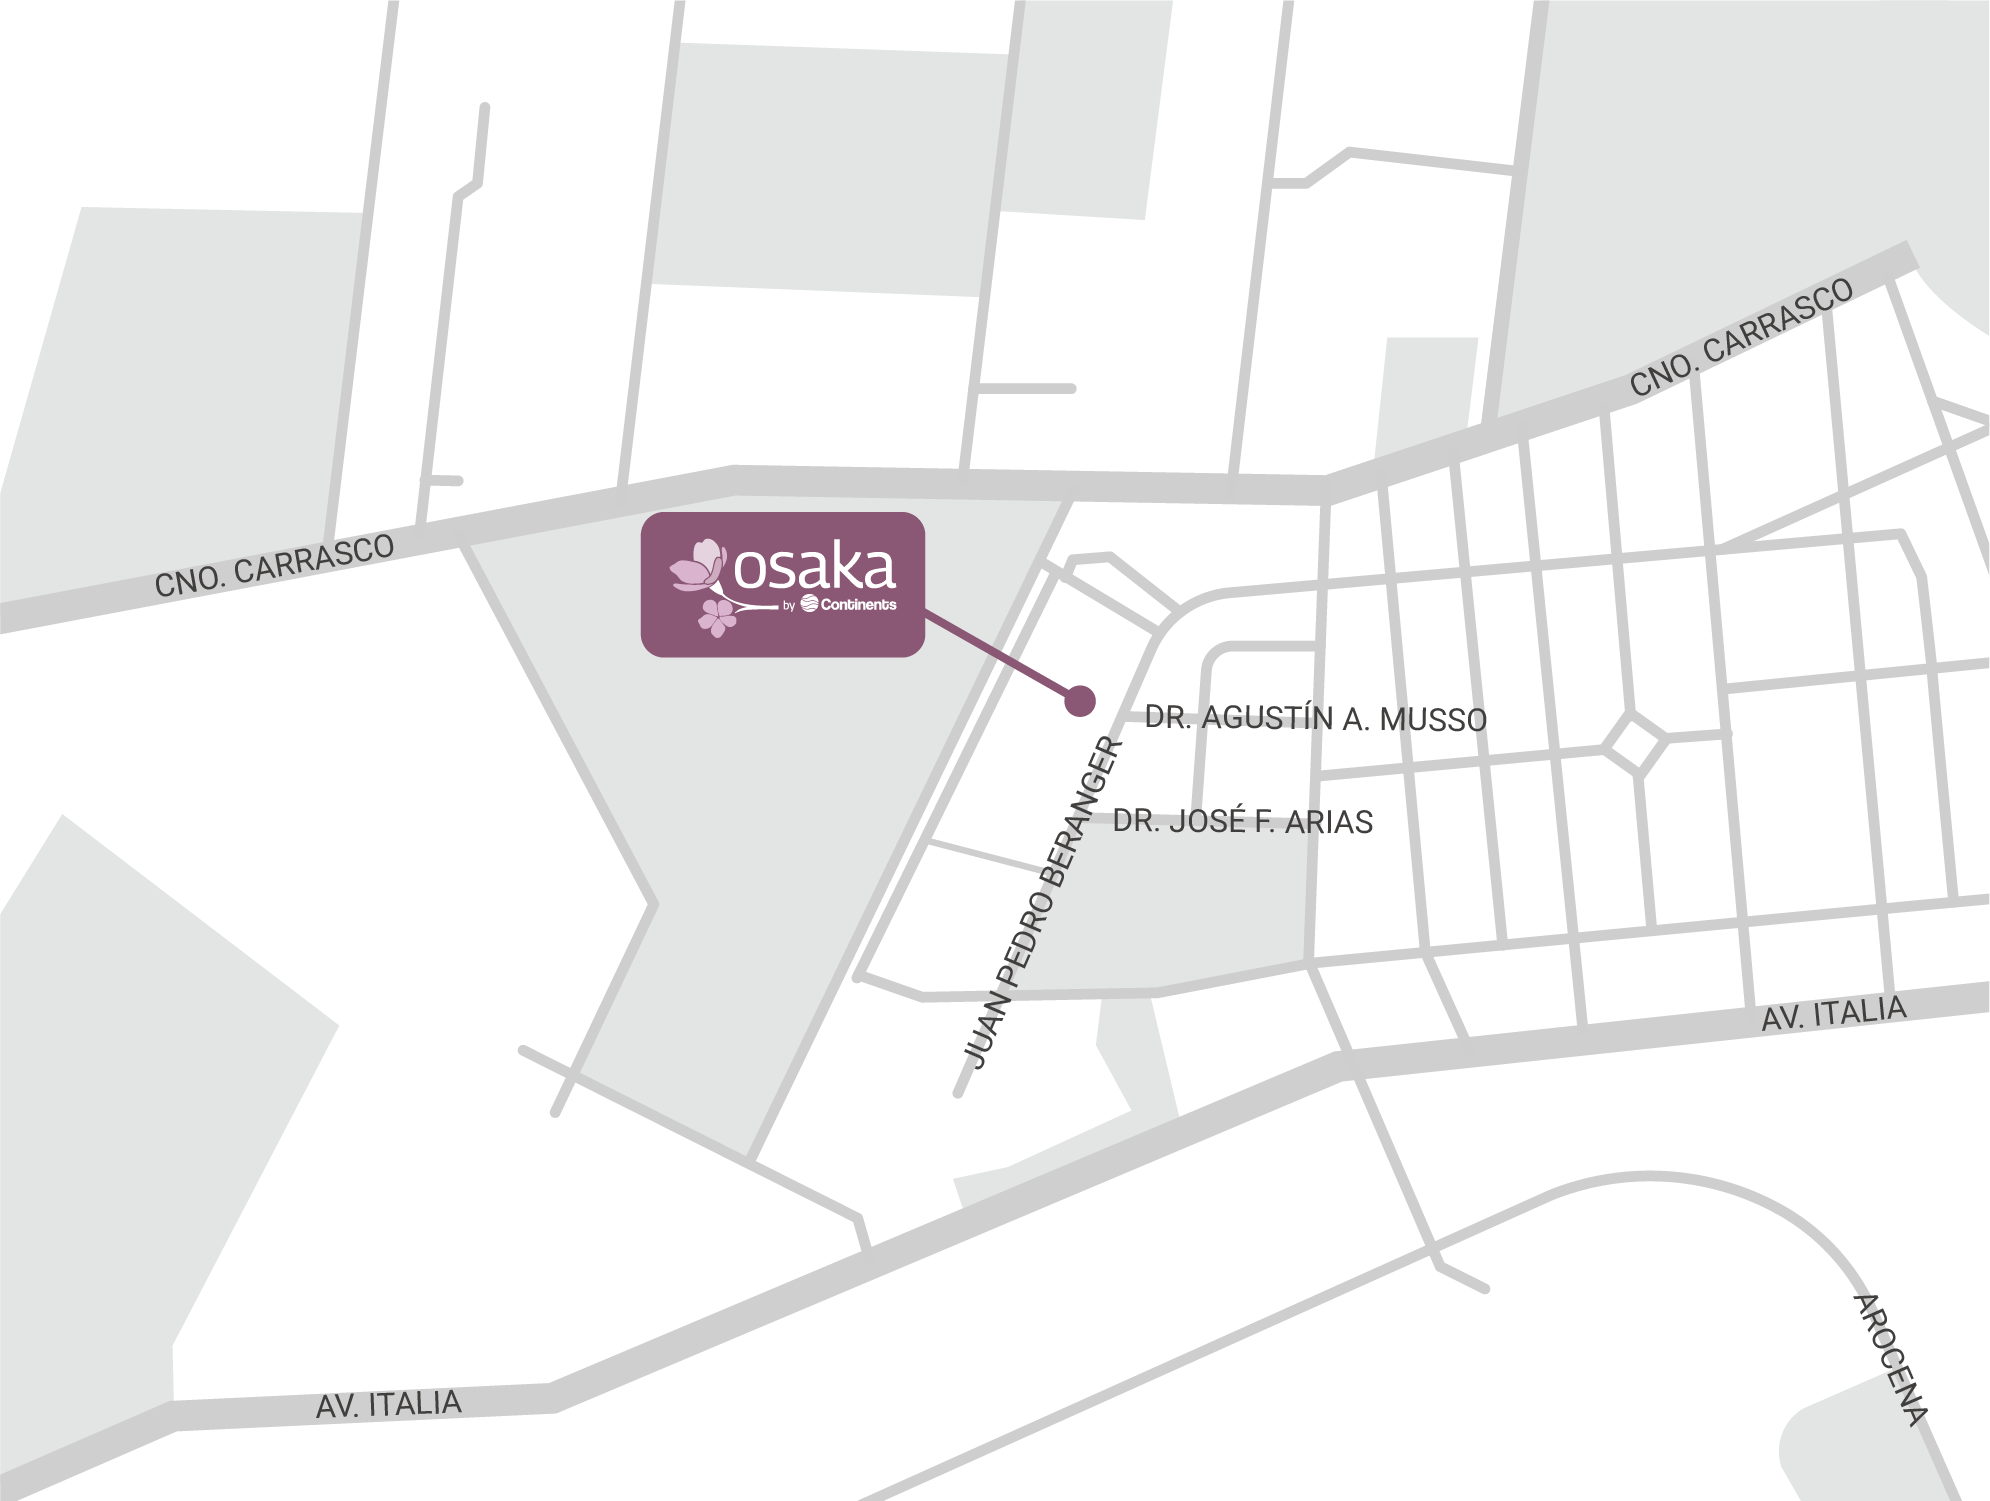 CNO. CARRASCO
CNO. CARRASCO
osaka
by Continents
DR. AGUSTÍN A. MUSSO
JUAN PEDRO BERANGER
DR. JOSÉ F. ARIAS
AV. ITALIA
AROCENA
AV. ITALIA